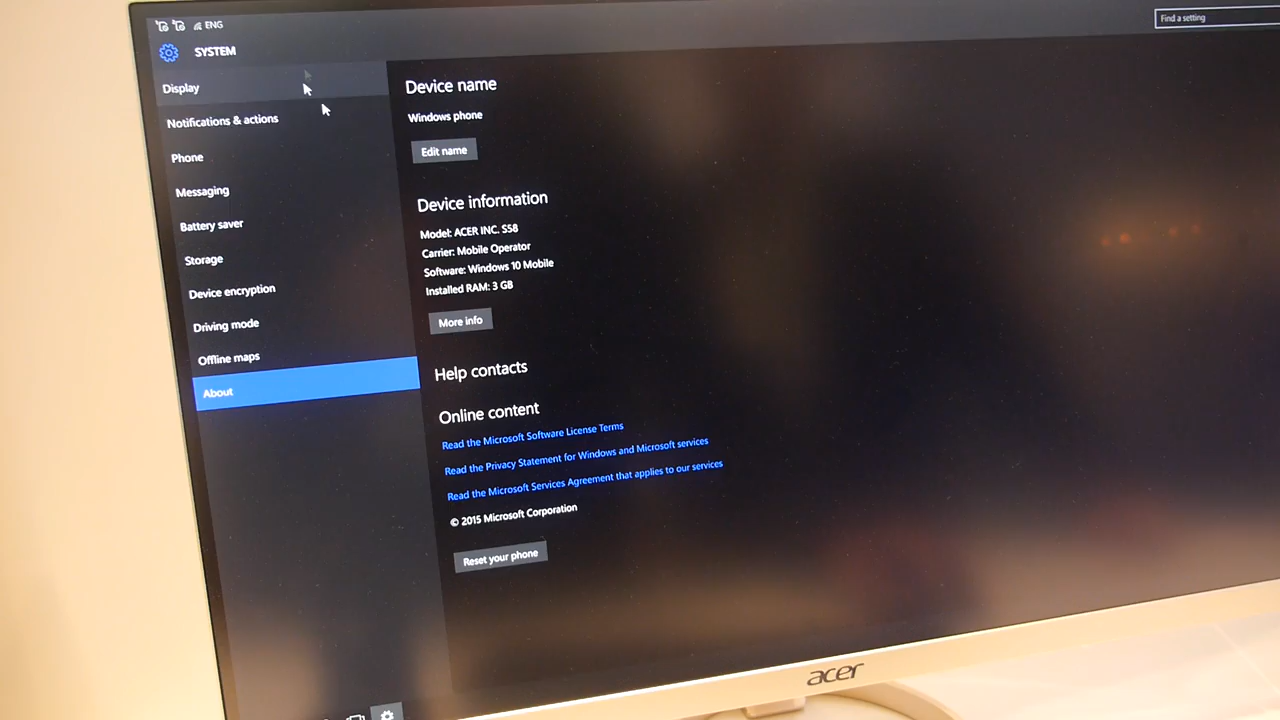 ENG
SYSTEM
Find a setting
Display
Notifications & actions
Phone
Messaging
Battery saver
Storage
Device encryption
Driving mode
Offline maps
About
Device name
Windows phone
Edit name
Device information
Model: ACER INC. S58
Carrier: Mobile Operator
Software: Windows 10 Mobile
Installed RAM: 3 GB
More info
Help contacts
Online content
Read the Microsoft Software License Terms
Read the Privacy Statement for Windows and Microsoft services
Read the Microsoft Services Agreement that applies to our services
© 2015 Microsoft Corporation
Reset your phone
acer